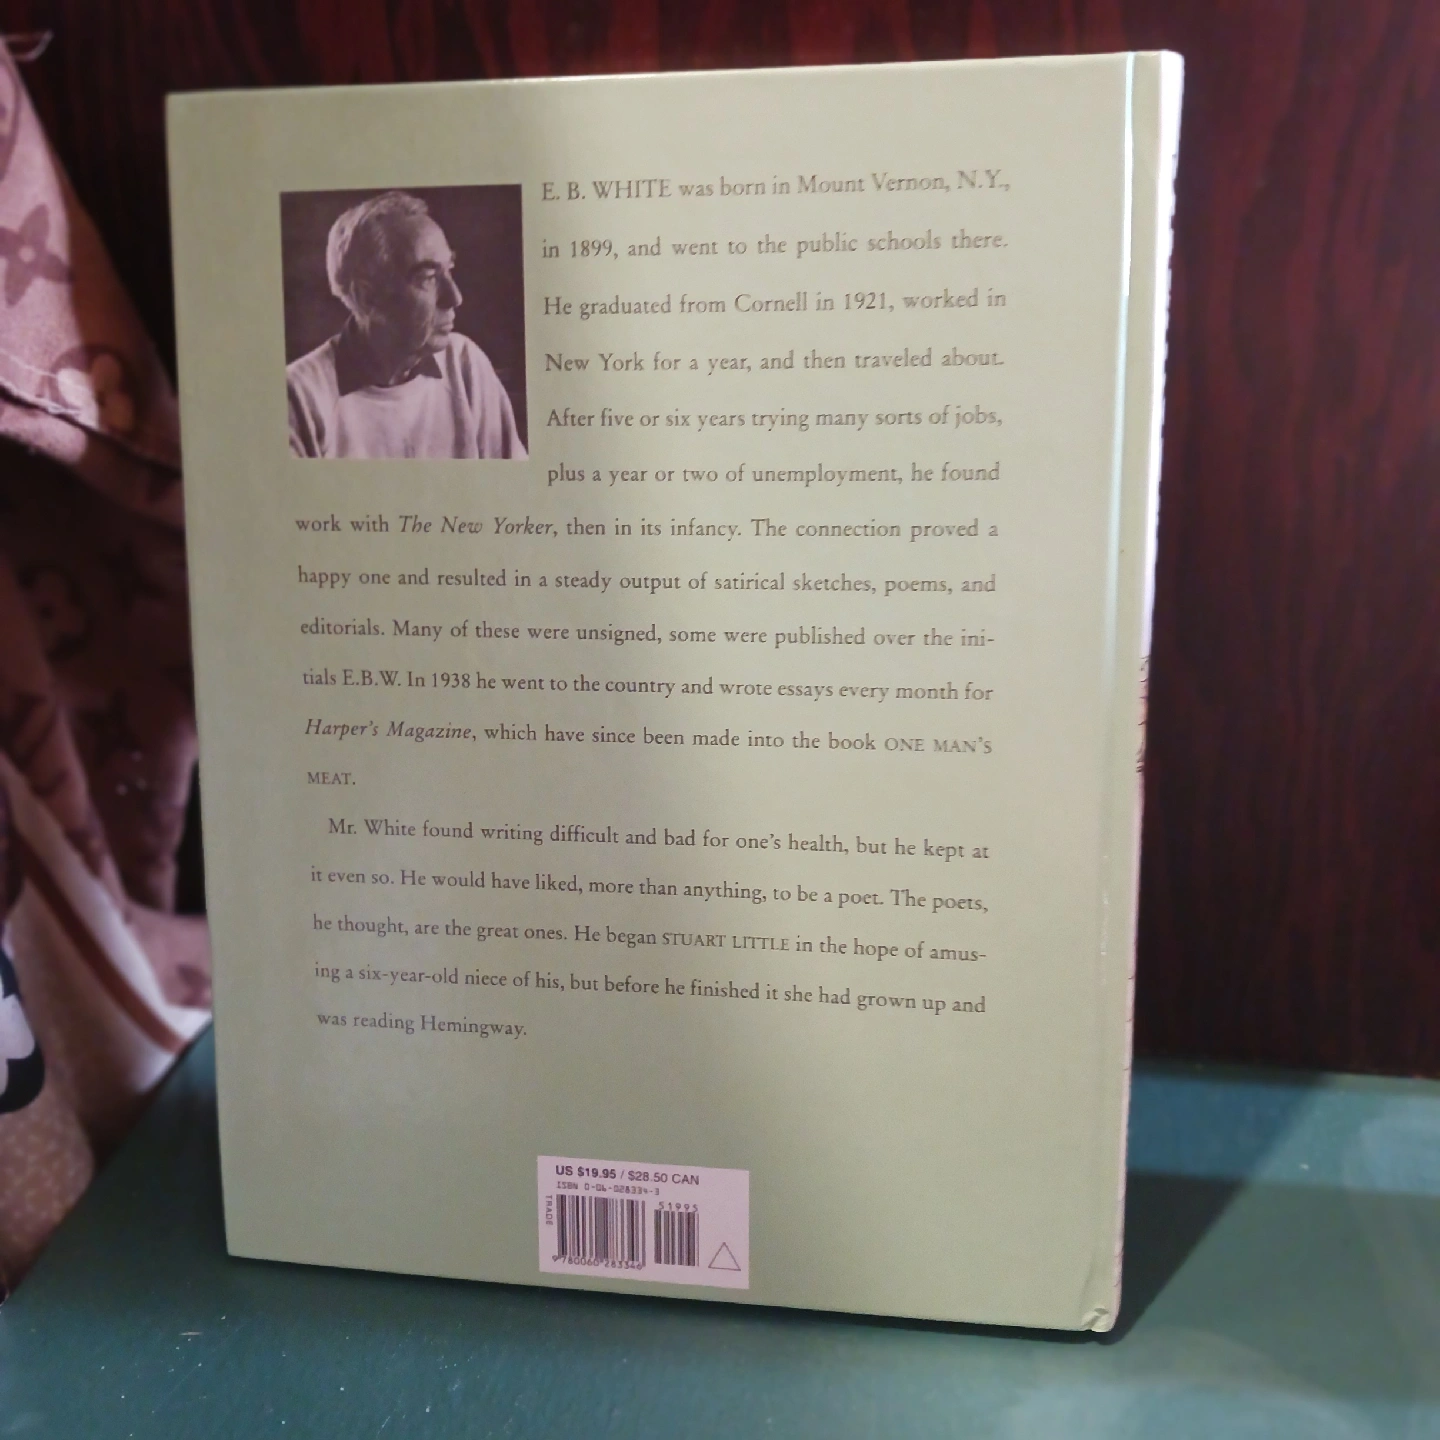 E. B. WHITE was born in Mount Vernon, N.Y.,
in 1899, and went to the public schools there.
He graduated from Cornell in 1921, worked in
New York for a year, and then traveled about.
After five or six years trying many sorts of jobs,
plus a year or two of unemployment, he found
work with The New Yorker, then in its infancy. The connection proved a
happy one and resulted in a steady output of satirical sketches, poems, and
editorials. Many of these were unsigned, some were published over the ini-
tials E.B.W. In 1938 he went to the country and wrote essays every month for
Harper's Magazine, which have since been made into the book ONE MAN'S
MEAT.
Mr. White found writing difficult and bad for one's health, but he kept at
it even so. He would have liked, more than anything, to be a poet. The poets,
he thought, are the great ones. He began STUART LITTLE in the hope of amus-
ing a six-year-old niece of his, but before he finished it she had grown up and
was reading Hemingway.
US $19.95 / $28.50 CAN
ISBN 0-06-028334-3
TRADE
51995
9 780060 283346